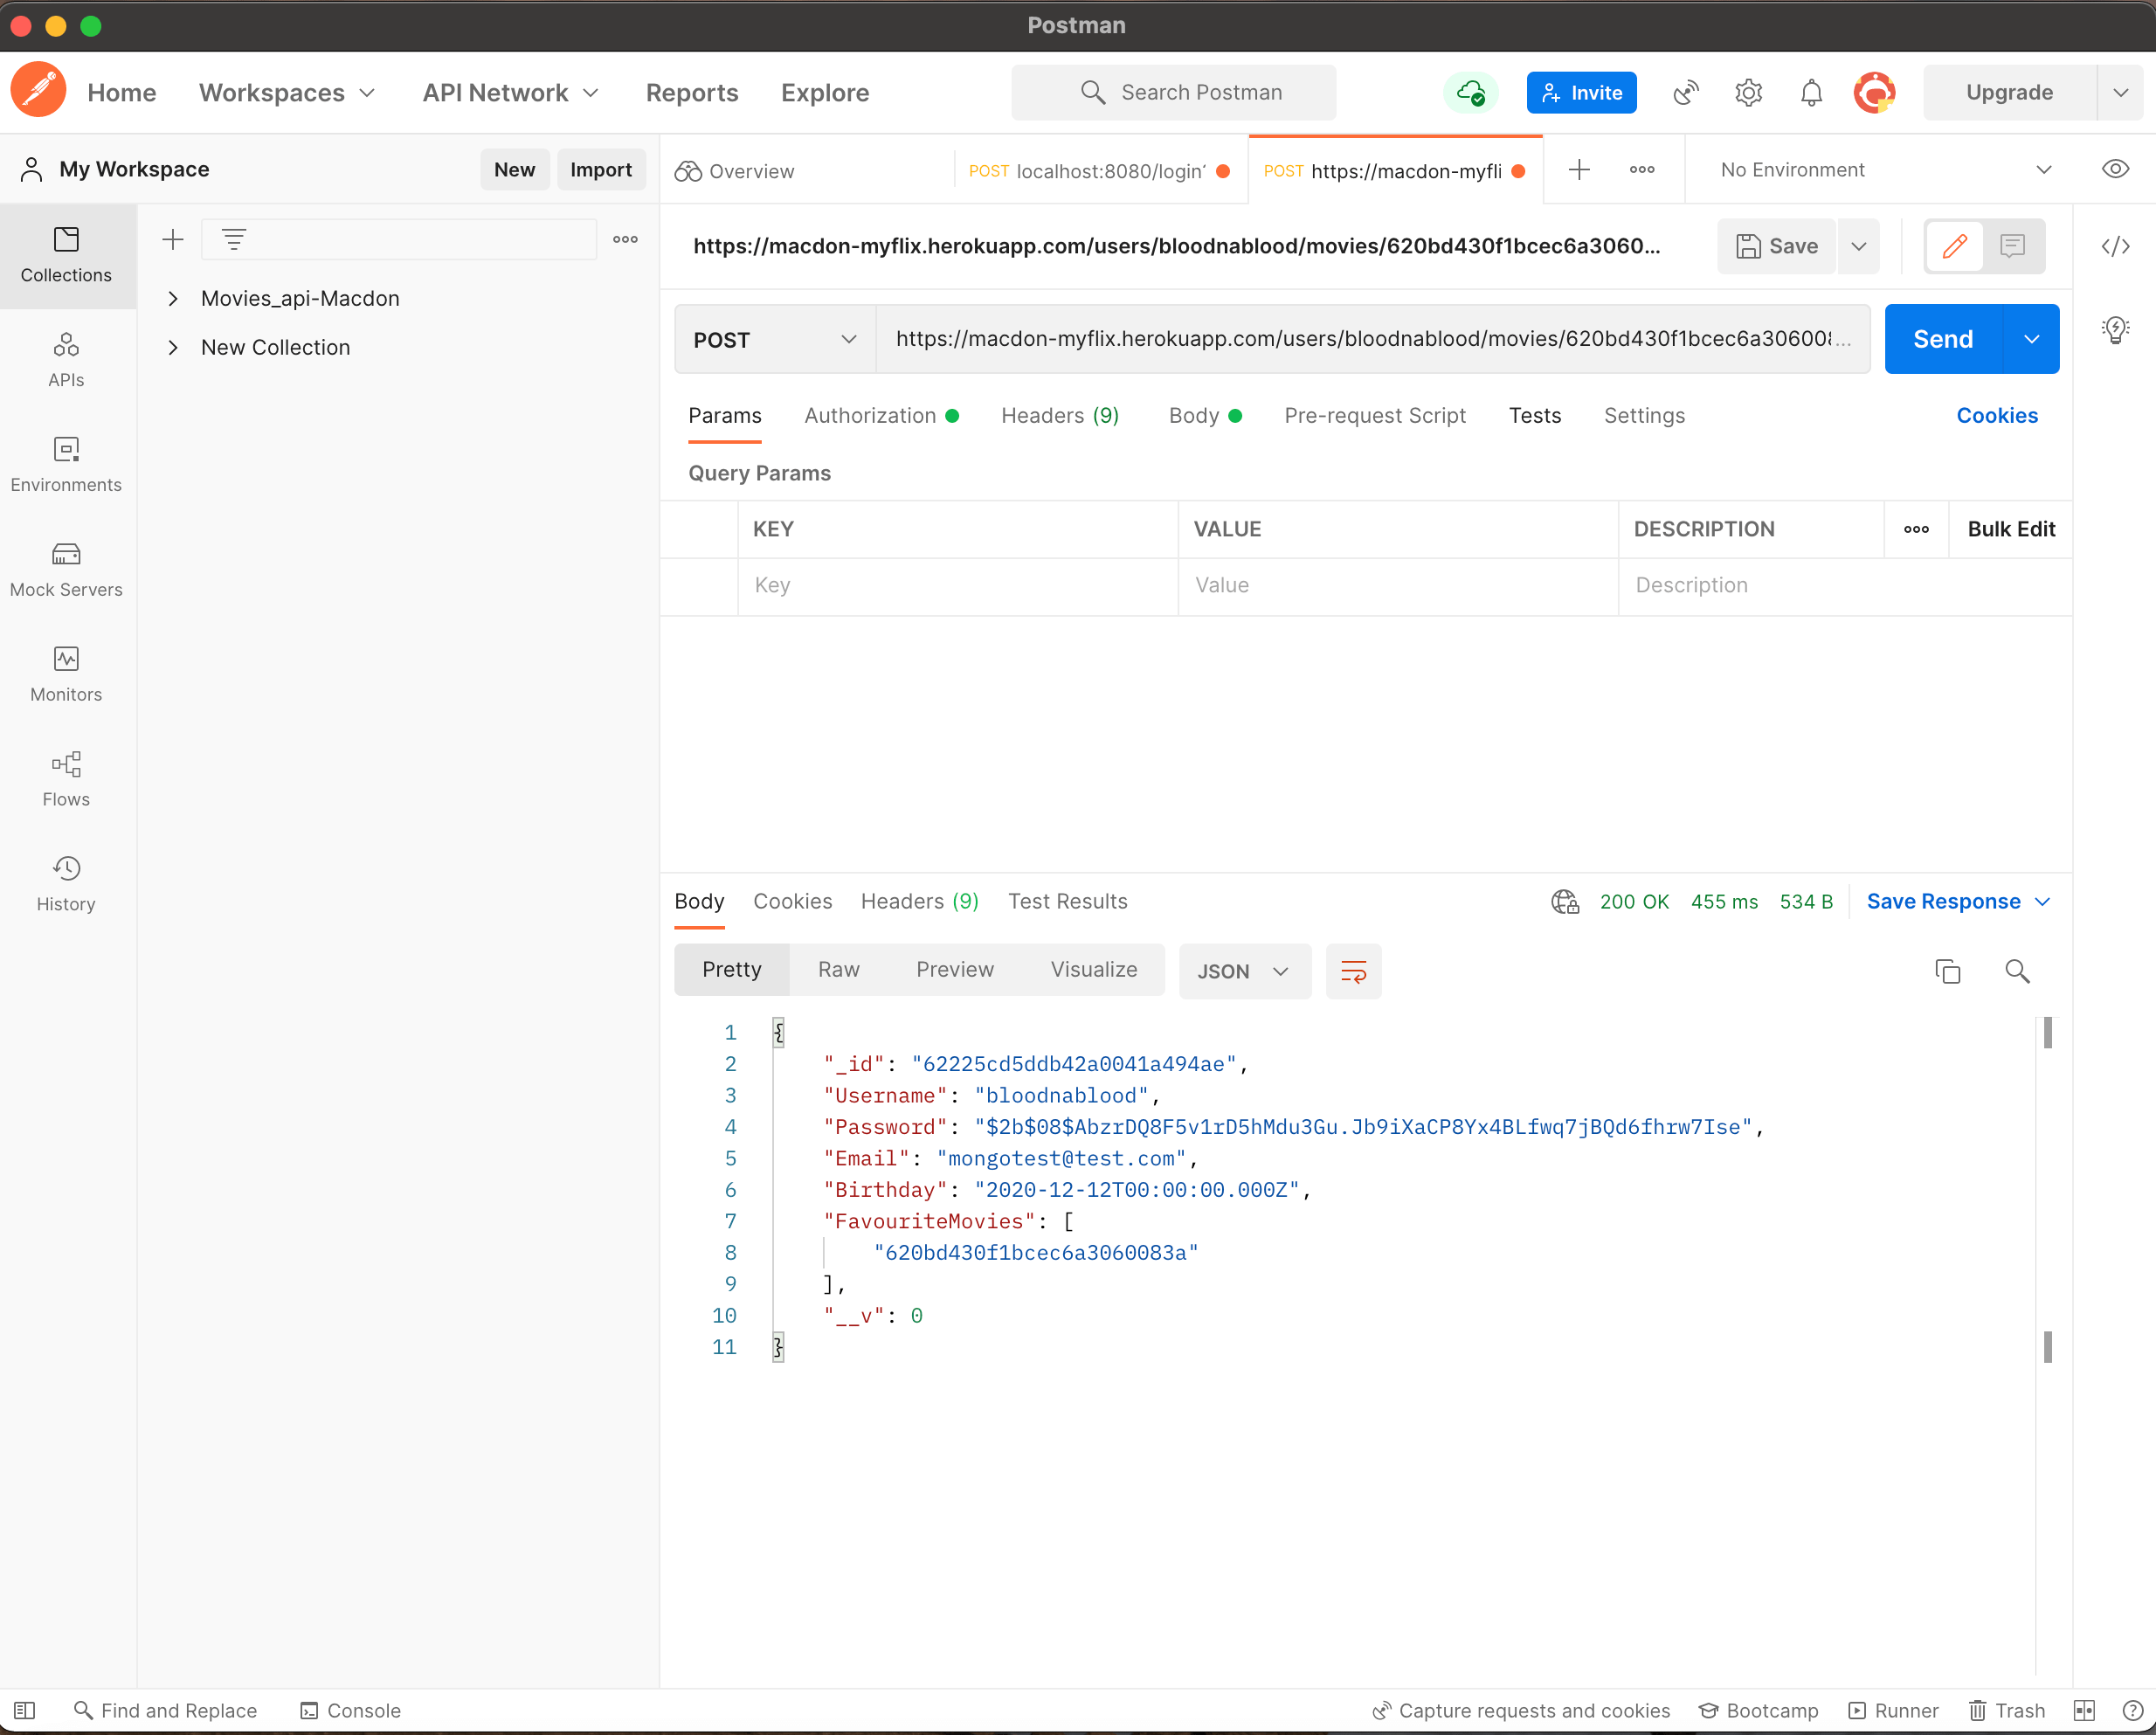 Postman
Home Workspaces API Network Reports Explore Search Postman Invite Upgrade
My Workspace New Import Overview POST localhost:8080/login POST https://macdon-myfli No Environment
Collections
APIs
Environments
Mock Servers
Monitors
Flows
History
Movies_api-Macdon
New Collection
https://macdon-myflix.herokuapp.com/users/bloodnablood/movies/620bd430f1bcec6a3060... Save
POST https://macdon-myflix.herokuapp.com/users/bloodnablood/movies/620bd430f1bcec6a30600... Send
Params Authorization Headers (9) Body Pre-request Script Tests Settings Cookies
Query Params
KEY VALUE DESCRIPTION ooo Bulk Edit
Key Value Description
Body Cookies Headers (9) Test Results 200 OK 455 ms 534 B Save Response
Pretty Raw Preview Visualize JSON
1 {
2 "_id": "62225cd5ddb42a0041a494ae",
3 "Username": "bloodnablood",
4 "Password": "$2b$08$AbzrDQ8F5v1rD5hMdu3Gu.Jb9iXaCP8Yx4BLfwq7jBQd6fhrw7Ise",
5 "Email": "mongotest@test.com",
6 "Birthday": "2020-12-12T00:00:00.000Z",
7 "FavouriteMovies": [
8 "620bd430f1bcec6a3060083a"
9 ],
10 "__v": 0
11 }
Find and Replace Console Capture requests and cookies Bootcamp Runner Trash